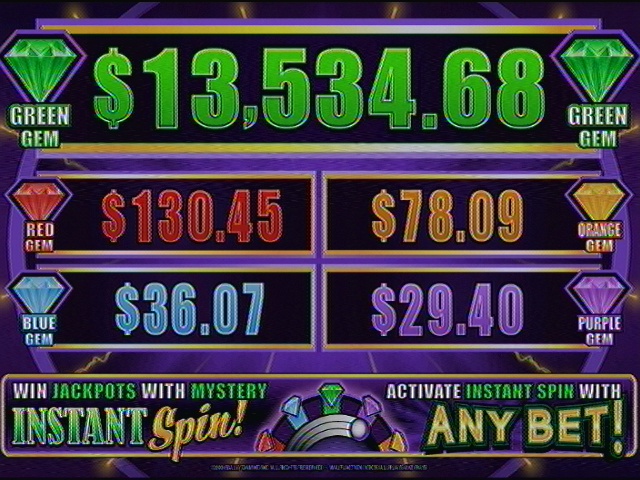 $13,534.68
GREEN GEM
GREEN GEM
RED GEM
$130.45
$78.09
ORANGE GEM
BLUE GEM
$36.07
$29.40
PURPLE GEM
WIN JACKPOTS WITH MYSTERY
INSTANT Spin!
ACTIVATE INSTANT SPIN WITH
ANY BET!